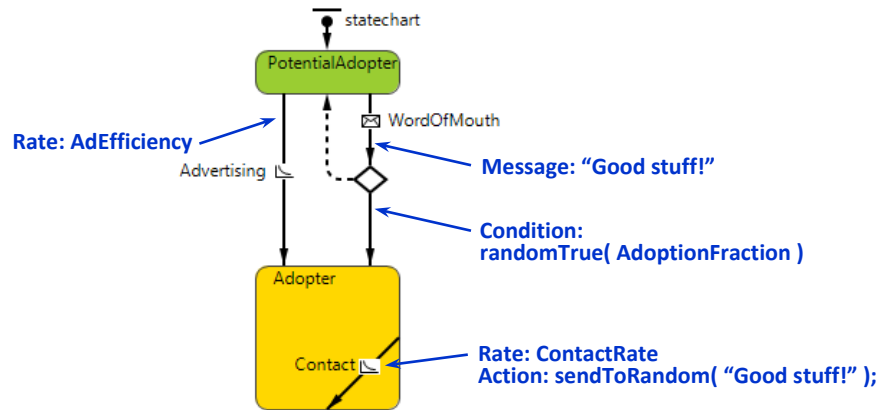 statechart
PotentialAdopter
WordOfMouth
Rate: AdEfficiency
Advertising
Message: “Good stuff!”
Condition:
randomTrue( AdoptionFraction )
Adopter
Contact
Rate: ContactRate
Action: sendToRandom( “Good stuff!” );